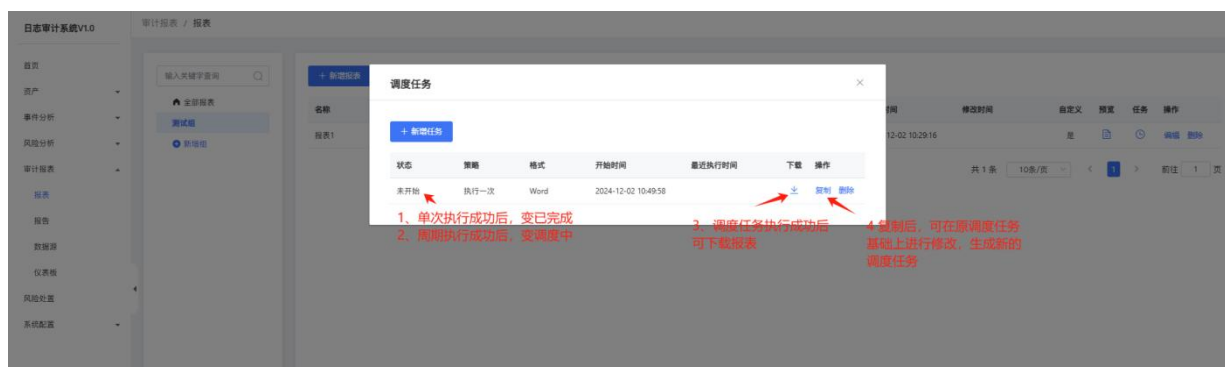 日志审计系统V1.0
审计报表 / 报表
首页
资产
事件分析
风险分析
审计报表
报表
报告
数据源
仪表板
风险处置
系统配置
输入关键字查询
全部报表
测试组
新增组
+ 新增报表
名称 时间 修改时间 自定义 预览 任务 操作
报表1 12-02 10:29:16 是 编辑 删除
共 1 条 10条/页 < 1 > 前往 1 页
调度任务 ×
+ 新增任务
状态 策略 格式 开始时间 最近执行时间 下载 操作
未开始 执行一次 Word 2024-12-02 10:49:58 复制 删除
1、单次执行成功后，变已完成
2、周期执行成功后，变调度中
3、调度任务执行成功后
可下载报表
4 复制后，可在原调度任务
基础上进行修改，生成新的
调度任务